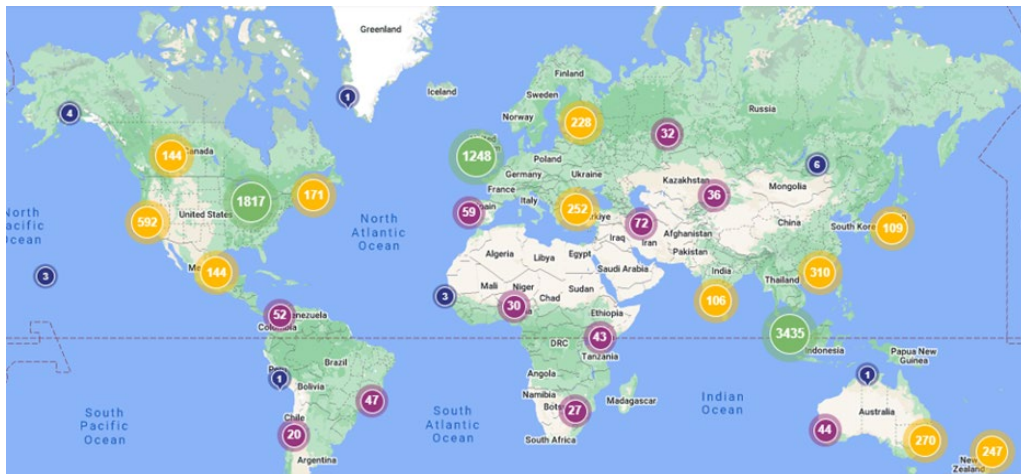 Greenland
Iceland
Finland
Sweden
Norway
Russia
1
4
228
32
144
Canada
1248
Poland
Germany
Ukraine
6
France
Kazakhstan
Mongolia
1817
171
36
United States
592
North
Atlantic
Ocean
59
Italy
252
72
Afghanistan
China
South Korea
109
North
Pacific
Ocean
Iraq
Iran
Pakistan
Algeria
Libya
Egypt
Saudi Arabia
India
310
144
3
3
Mali
Niger
Chad
Sudan
Thailand
106
30
Ethiopia
52
43
3435
DRC
Tanzania
Indonesia
Papua New
Guinea
Brazil
1
Bolivia
Angola
1
47
Namibia
Madagascar
Indian
Ocean
Australia
South
Pacific
Ocean
South
Atlantic
Ocean
27
Chile
20
44
270
South Africa
Argentina
247
New
Zealand